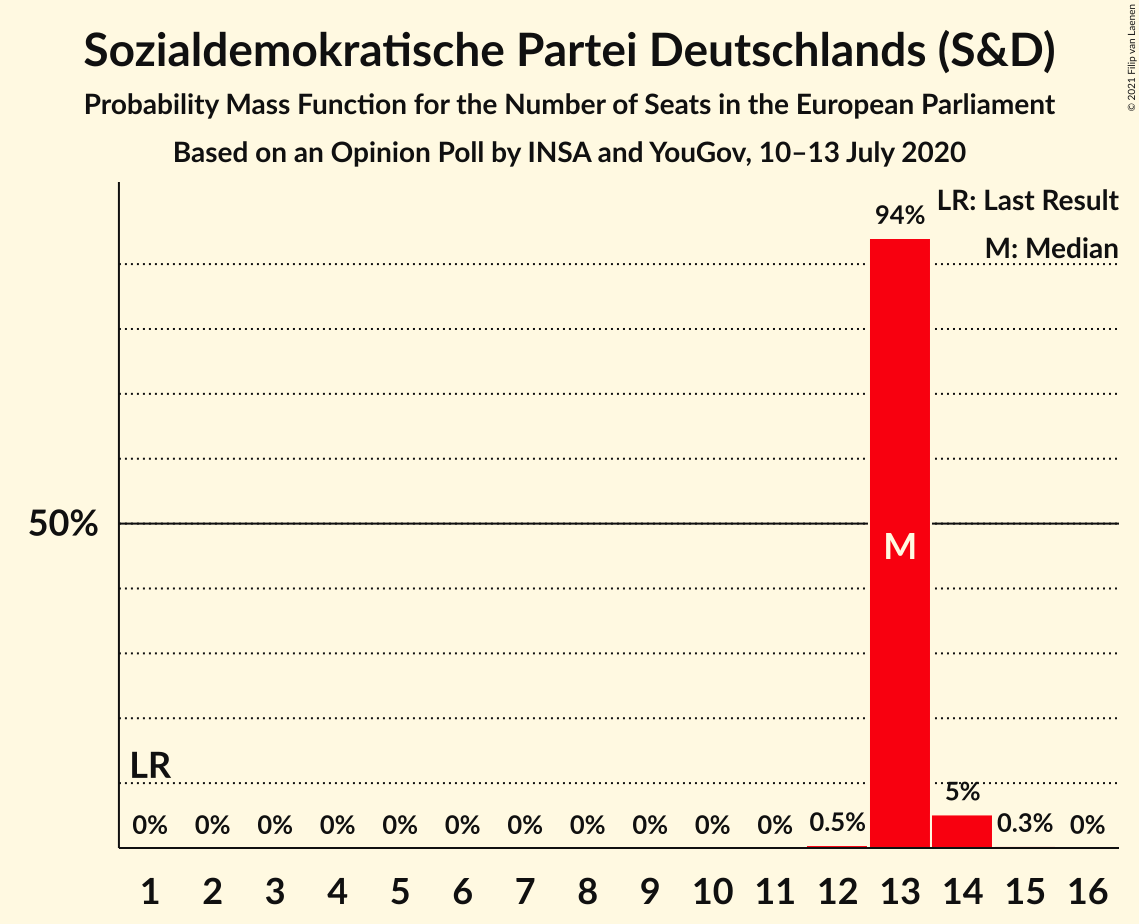 Sozialdemokratische Partei Deutschlands (S&D)
Probability Mass Function for the Number of Seats in the European Parliament
Based on an Opinion Poll by INSA and YouGov, 10–13 July 2020
© 2021 Filip van Laenen
LR: Last Result
M: Median
94%
50%
M
LR
5%
0% 0% 0% 0% 0% 0% 0% 0% 0% 0% 0% 0.5% 0.3% 0%
1 2 3 4 5 6 7 8 9 10 11 12 13 14 15 16